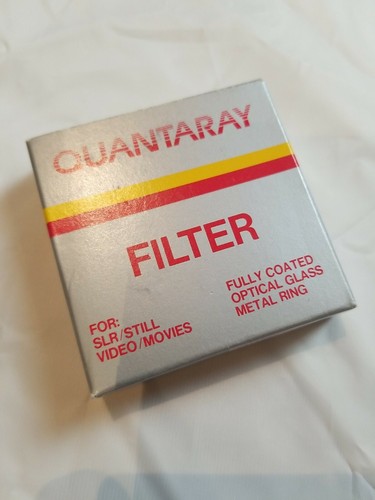 QUANTARAY
FILTER
FOR:
SLR/STILL
VIDEO/MOVIES
FULLY COATED
OPTICAL GLASS
METAL RING